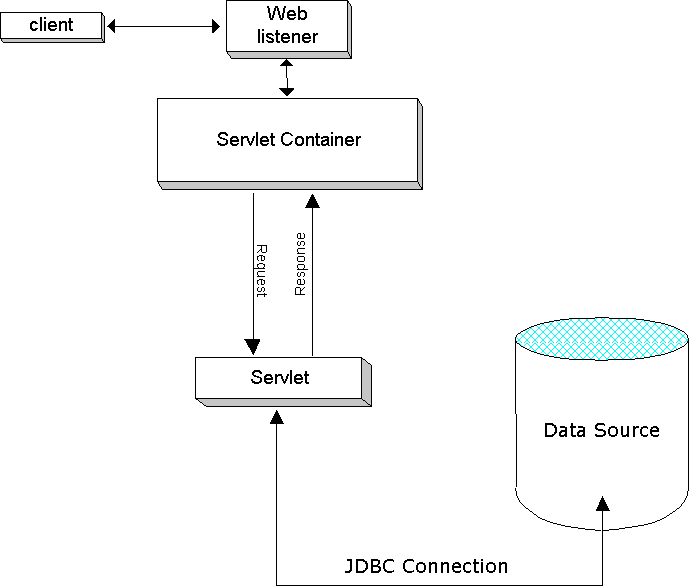 client
Web
listener
Servlet Container
Request
Response
Servlet
Data Source
JDBC Connection